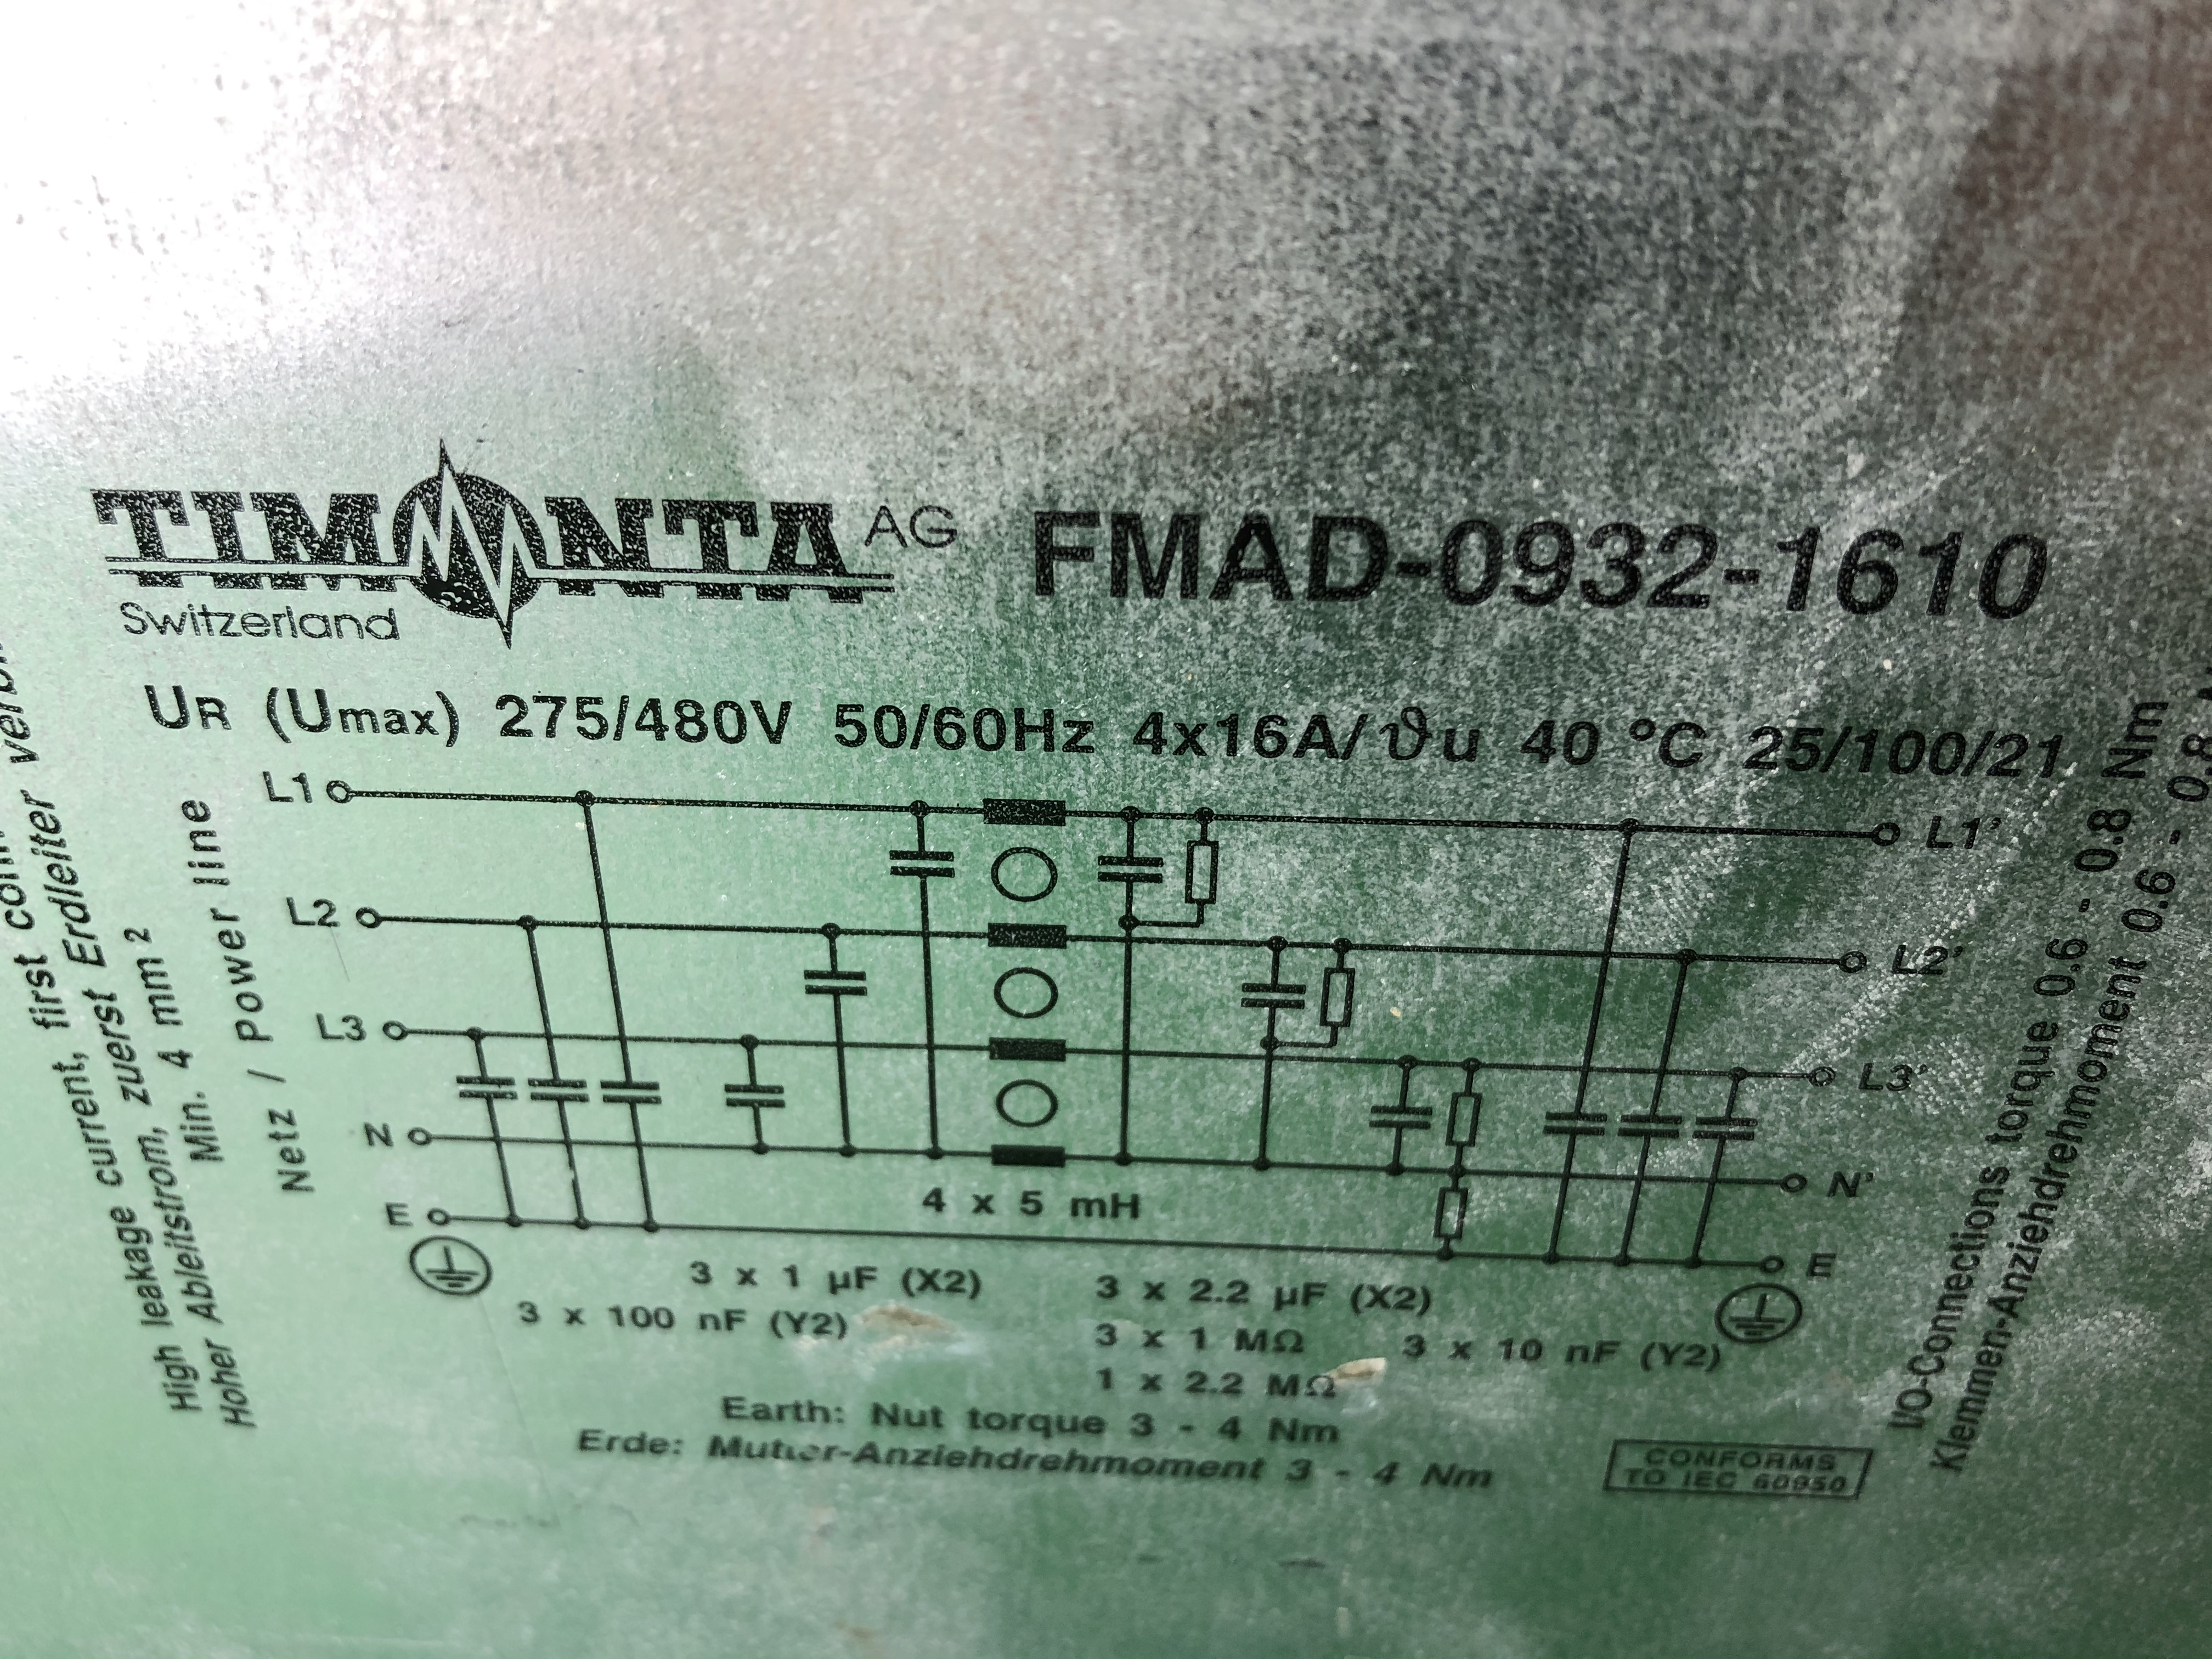 TIMONTA AG FMAD-0932-1610
Switzerland
UR (Umax) 275/480V 50/60Hz 4x16A/ϑu 40 °C 25/100/21
L1
L1'
L2
L2'
L3
L3'
N
N'
E
E
4 x 5 mH
3 x 1 µF (X2)
3 x 2.2 µF (X2)
3 x 100 nF (Y2)
3 x 1 MΩ
3 x 10 nF (Y2)
1 x 2.2 MΩ
Earth: Nut torque 3 - 4 Nm
Erde: Mutter-Anziehdrehmoment 3 - 4 Nm
CONFORMS
TO IEC 60950
High leakage current, first
Hoher Ableitstrom, zuerst Erdleiter
Min. 4 mm 2
Netz / Power line
I/O-Connections torque 0.6 - 0.8 Nm
Klemmen-Anziehdrehmoment 0.6 - 0.8